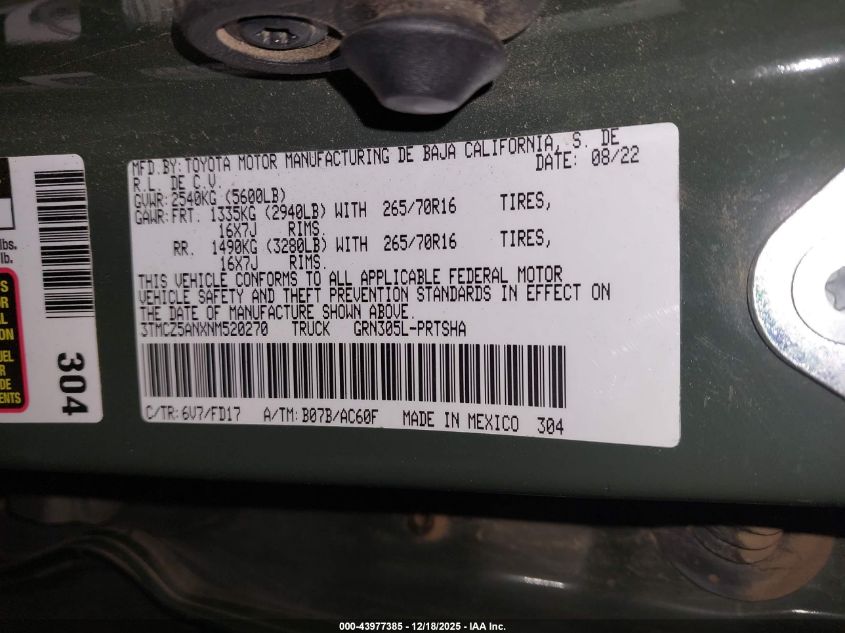 MFD.BY:TOYOTA MOTOR MANUFACTURING DE BAJA CALIFORNIA, S. DE
R.L. DE C.V. DATE: 08/22
GVWR:2540KG (5600LB)
GAWR:FRT. 1335KG (2940LB) WITH 265/70R16 TIRES,
16X7J RIMS.
RR. 1490KG (3280LB) WITH 265/70R16 TIRES,
16X7J RIMS.
THIS VEHICLE CONFORMS TO ALL APPLICABLE FEDERAL MOTOR
VEHICLE SAFETY AND THEFT PREVENTION STANDARDS IN EFFECT ON
THE DATE OF MANUFACTURE SHOWN ABOVE.
3TMCZ5ANXNM520270 TRUCK GRN305L-PRTSHA
C/TR:6V7/FD17 A/TM:B07B/AC60F MADE IN MEXICO 304
lbs.
lb.
304
000-43977385 - 12/18/2025 - IAA Inc.